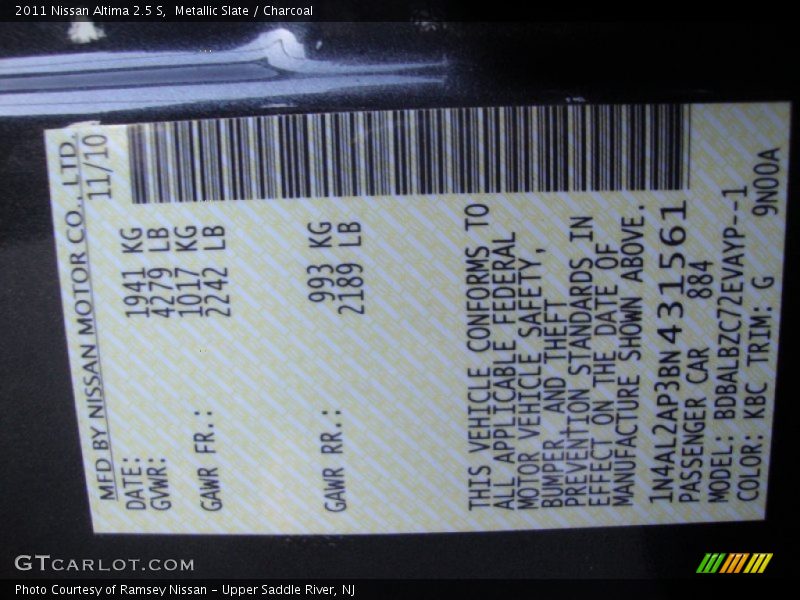 2011 Nissan Altima 2.5 S,  Metallic Slate / Charcoal
MFD BY NISSAN MOTOR CO., LTD.
DATE: 11/10
GVWR: 1941 KG
4279 LB
GAWR FR.: 1017 KG
2242 LB
GAWR RR.: 993 KG
2189 LB
THIS VEHICLE CONFORMS TO
ALL APPLICABLE FEDERAL
MOTOR VEHICLE SAFETY,
BUMPER, AND THEFT
PREVENTION STANDARDS IN
EFFECT ON THE DATE OF
MANUFACTURE SHOWN ABOVE.
1N4AL2AP3BN431561
PASSENGER CAR 884
MODEL: BDBALBZC72EVAYP--1
COLOR: KBC TRIM: G 9N00A
GTCARLOT.COM
Photo Courtesy of Ramsey Nissan – Upper Saddle River, NJ